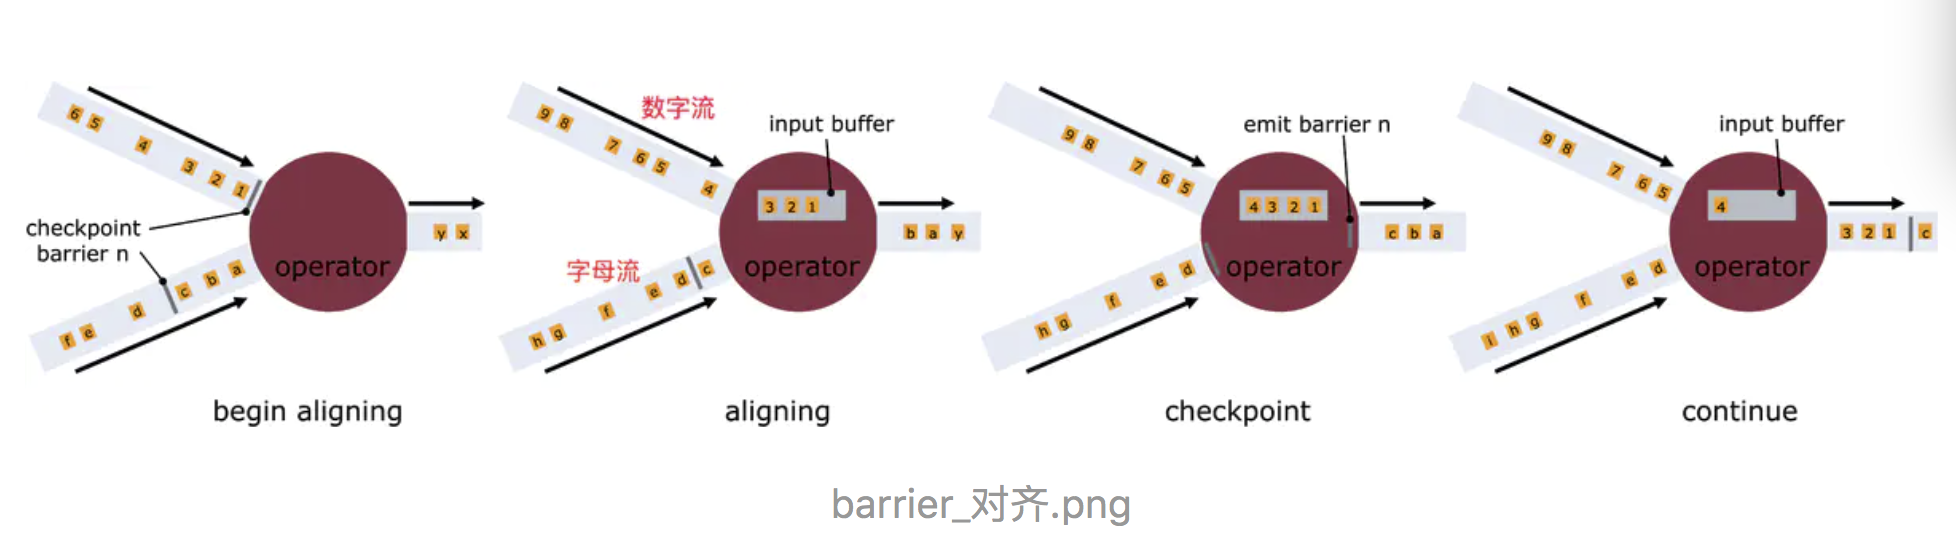 6 5 4 3 2 1
checkpoint
barrier n
f e d c b a
operator
y x
begin aligning
数字流
9 8 7 6 5 4
input buffer
3 2 1
字母流
h g f e d c
operator
b a y
aligning
9 8 7 6 5
emit barrier n
4 3 2 1
h g f e d
operator
c b a
checkpoint
9 8 7 6 5
input buffer
4
i h g f e d
operator
3 2 1 c
continue
barrier_对齐.png